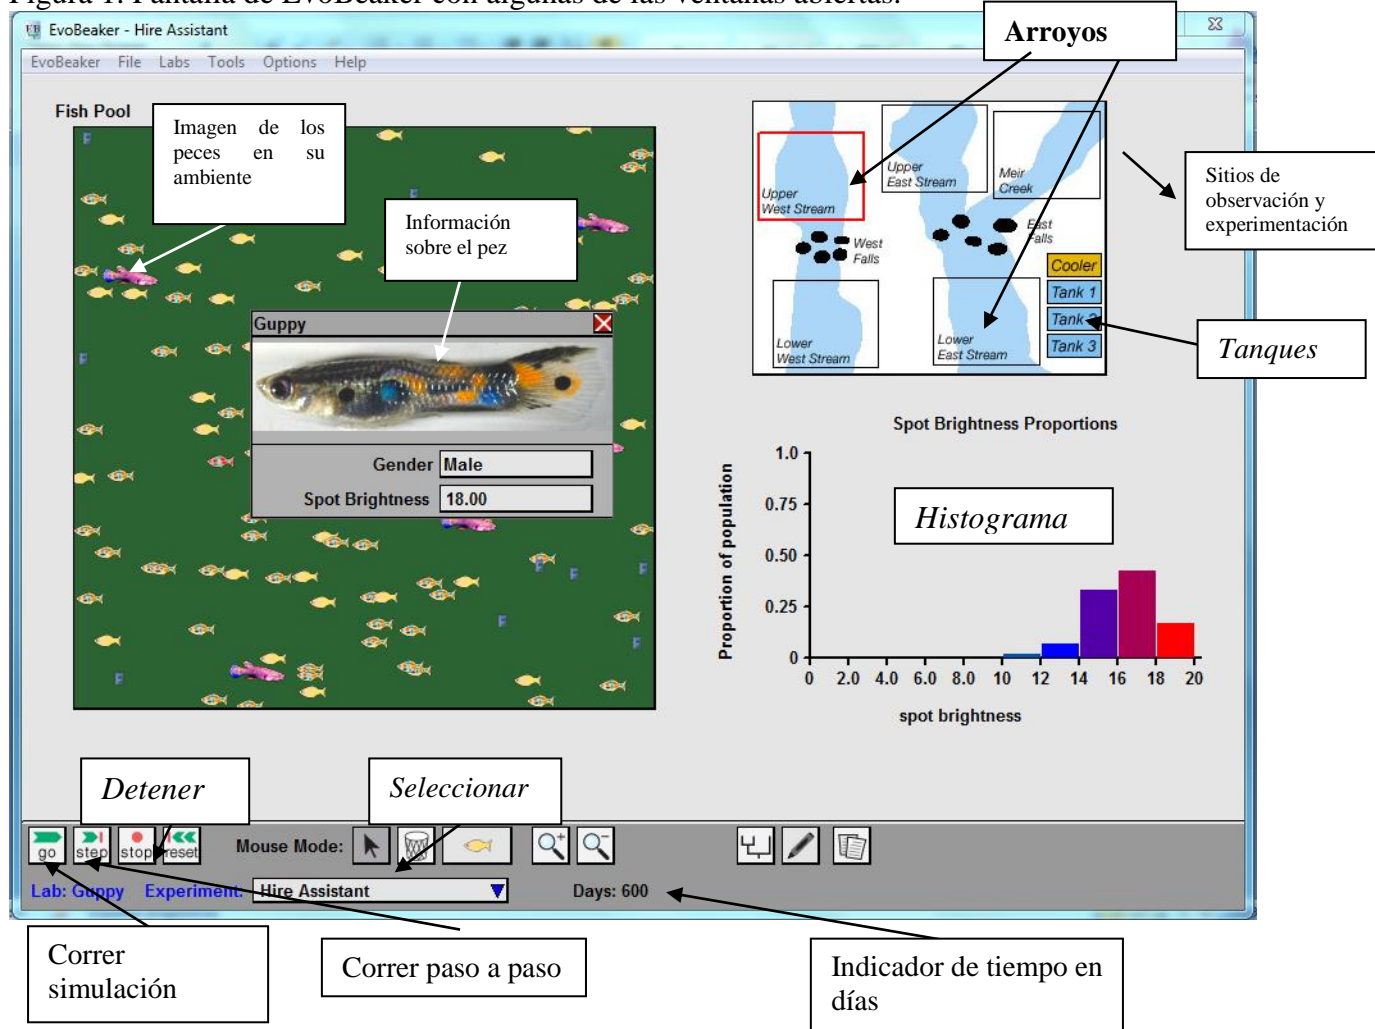 Figura 1. Pantalla de EvoBeaker con algunas de las ventanas abiertas.
EvoBeaker - Hire Assistant
Arroyos
EvoBeaker File Labs Tools Options Help
Fish Pool
Imagen de los
peces en su
ambiente
Información
sobre el pez
Upper
West Stream
Upper
East Stream
Meir
Creek
Sitios de
observación y
experimentación
West
Falls
East
Falls
Cooler
Tank 1
Tank 2
Tank 3
Lower
West Stream
Lower
East Stream
Tanques
Guppy
Gender Male
Spot Brightness 18.00
Spot Brightness Proportions
Proportion of population
1.0
0.75
0.50
0.25
0
Histograma
0 2.0 4.0 6.0 8.0 10 12 14 16 18 20
spot brightness
F
F
F
F
F
F
F
F
Detener
Seleccionar
go step stop reset Mouse Mode:
Lab: Guppy Experiment: Hire Assistant Days: 600
Correr
simulación
Correr paso a paso
Indicador de tiempo en
días